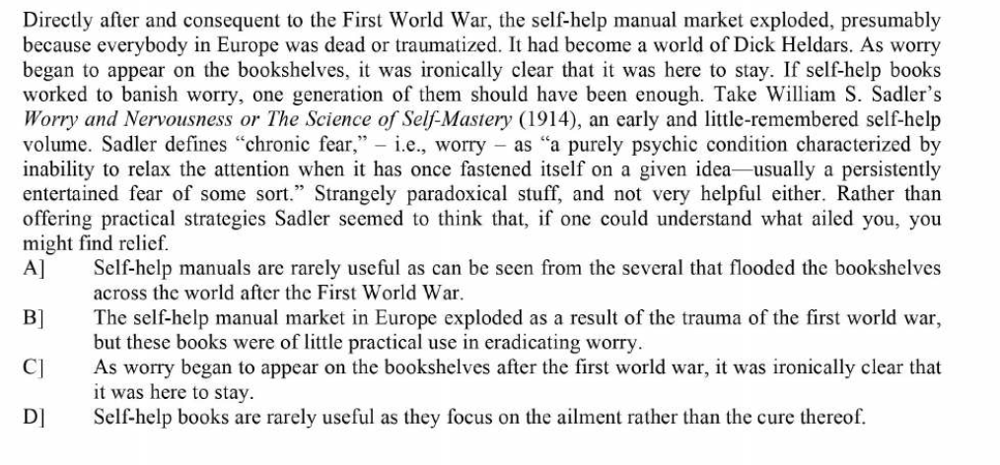 Directly after and consequent to the First World War, the self-help manual market exploded, presumably
because everybody in Europe was dead or traumatized. It had become a world of Dick Heldars. As worry
began to appear on the bookshelves, it was ironically clear that it was here to stay. If self-help books
worked to banish worry, one generation of them should have been enough. Take William S. Sadler’s
Worry and Nervousness or The Science of Self-Mastery (1914), an early and little-remembered self-help
volume. Sadler defines “chronic fear,” – i.e., worry – as “a purely psychic condition characterized by
inability to relax the attention when it has once fastened itself on a given idea—usually a persistently
entertained fear of some sort.” Strangely paradoxical stuff, and not very helpful either. Rather than
offering practical strategies Sadler seemed to think that, if one could understand what ailed you, you
might find relief.
A] Self-help manuals are rarely useful as can be seen from the several that flooded the bookshelves
across the world after the First World War.
B] The self-help manual market in Europe exploded as a result of the trauma of the first world war,
but these books were of little practical use in eradicating worry.
C] As worry began to appear on the bookshelves after the first world war, it was ironically clear that
it was here to stay.
D] Self-help books are rarely useful as they focus on the ailment rather than the cure thereof.